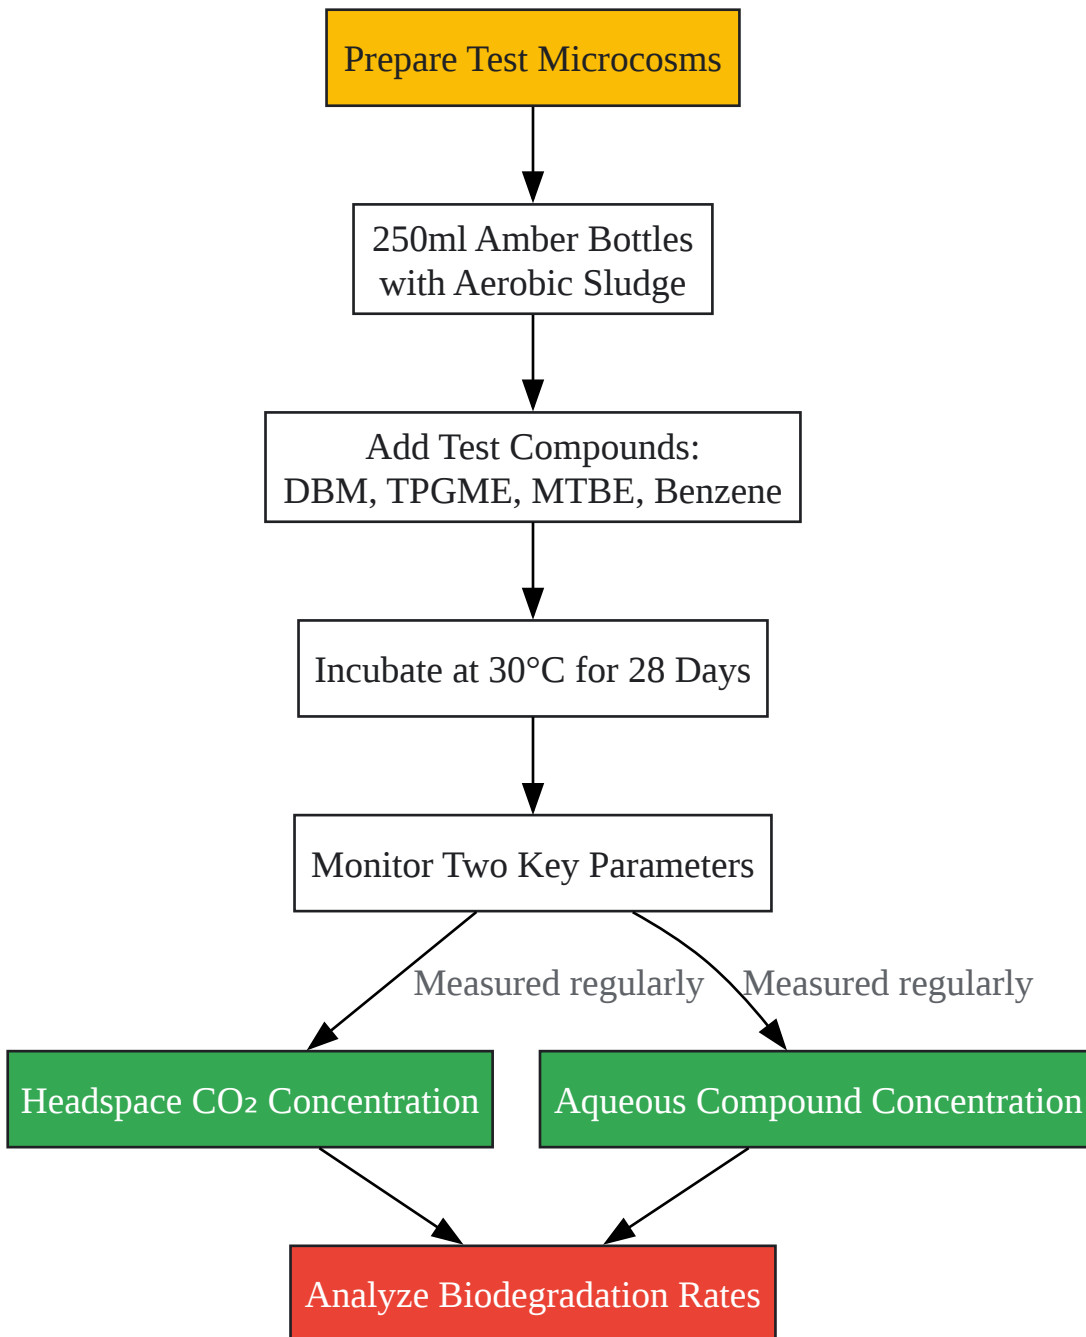 Prepare Test Microcosms
250ml Amber Bottles
with Aerobic Sludge
Add Test Compounds:
DBM, TPGME, MTBE, Benzene
Incubate at 30°C for 28 Days
Monitor Two Key Parameters
Measured regularly
Measured regularly
Headspace CO₂ Concentration
Aqueous Compound Concentration
Analyze Biodegradation Rates